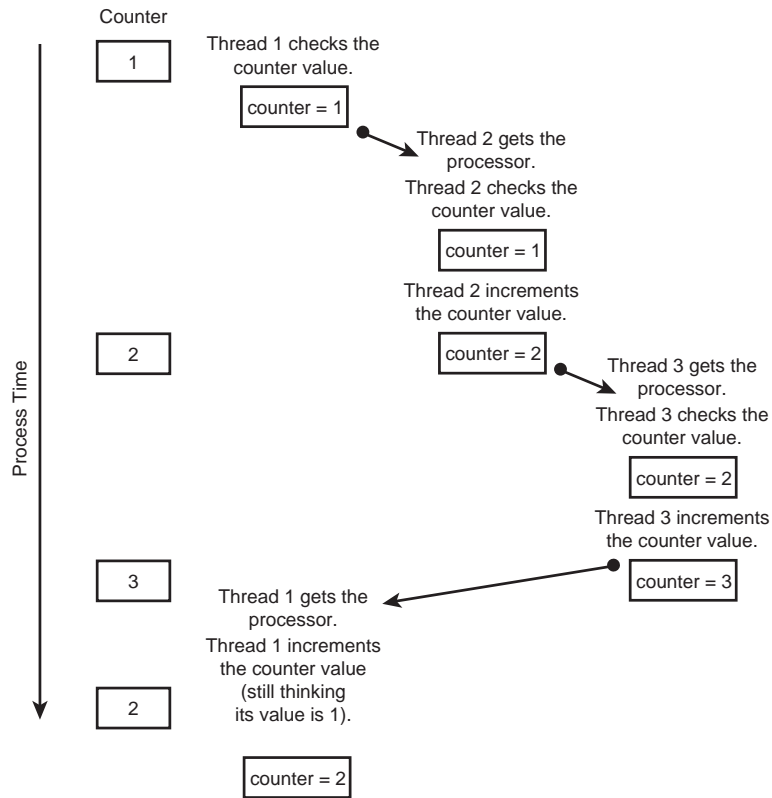 Counter
1
Thread 1 checks the
counter value.
counter = 1
Thread 2 gets the
processor.
Thread 2 checks the
counter value.
counter = 1
Thread 2 increments
the counter value.
2
counter = 2
Thread 3 gets the
processor.
Thread 3 checks the
counter value.
counter = 2
Thread 3 increments
the counter value.
3
counter = 3
Thread 1 gets the
processor.
Thread 1 increments
the counter value
(still thinking
its value is 1).
2
counter = 2
Process Time